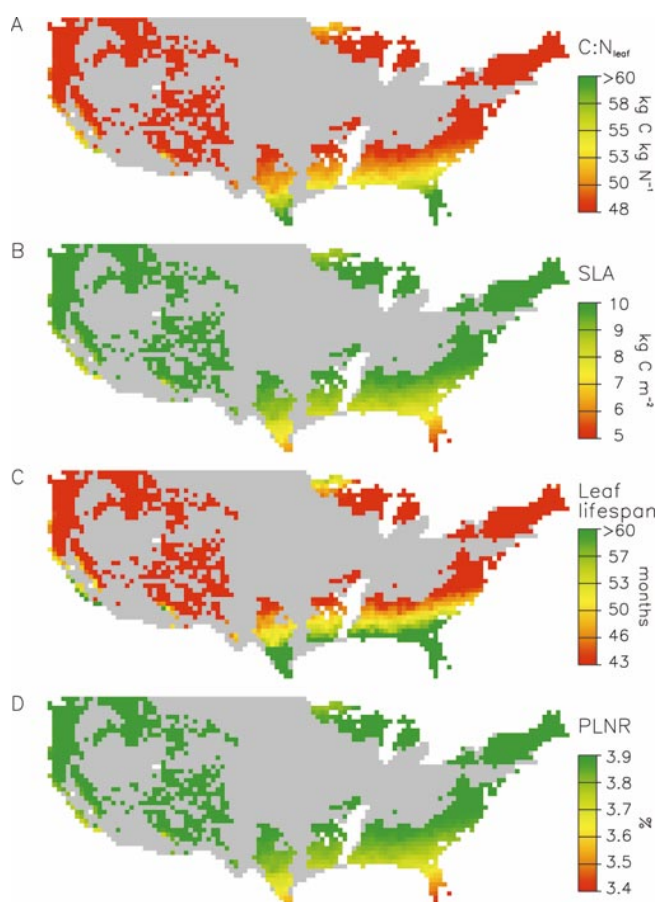 A
C:Nleaf
>60
58
55
53
50
48
kg C kg N⁻¹
B
SLA
10
9
8
7
6
5
kg C m⁻²
C
Leaf
lifespan
>60
57
53
50
46
43
months
D
PLNR
3.9
3.8
3.7
3.6
3.5
3.4
%